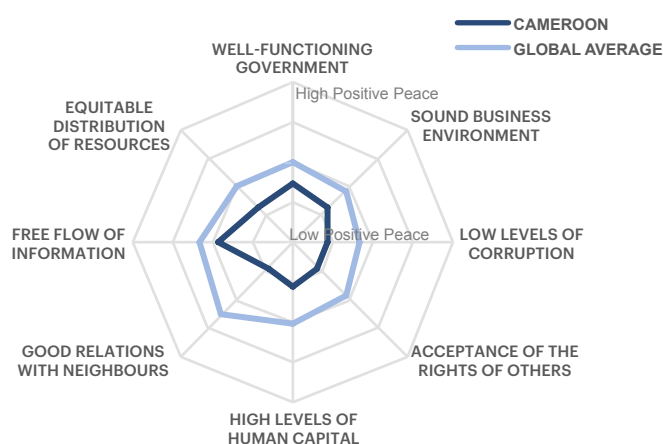 CAMEROON
GLOBAL AVERAGE
WELL-FUNCTIONING
GOVERNMENT
High Positive Peace
EQUITABLE
DISTRIBUTION
OF RESOURCES
SOUND BUSINESS
ENVIRONMENT
FREE FLOW OF
INFORMATION
Low Positive Peace
LOW LEVELS OF
CORRUPTION
GOOD RELATIONS
WITH NEIGHBOURS
ACCEPTANCE OF THE
RIGHTS OF OTHERS
HIGH LEVELS OF
HUMAN CAPITAL